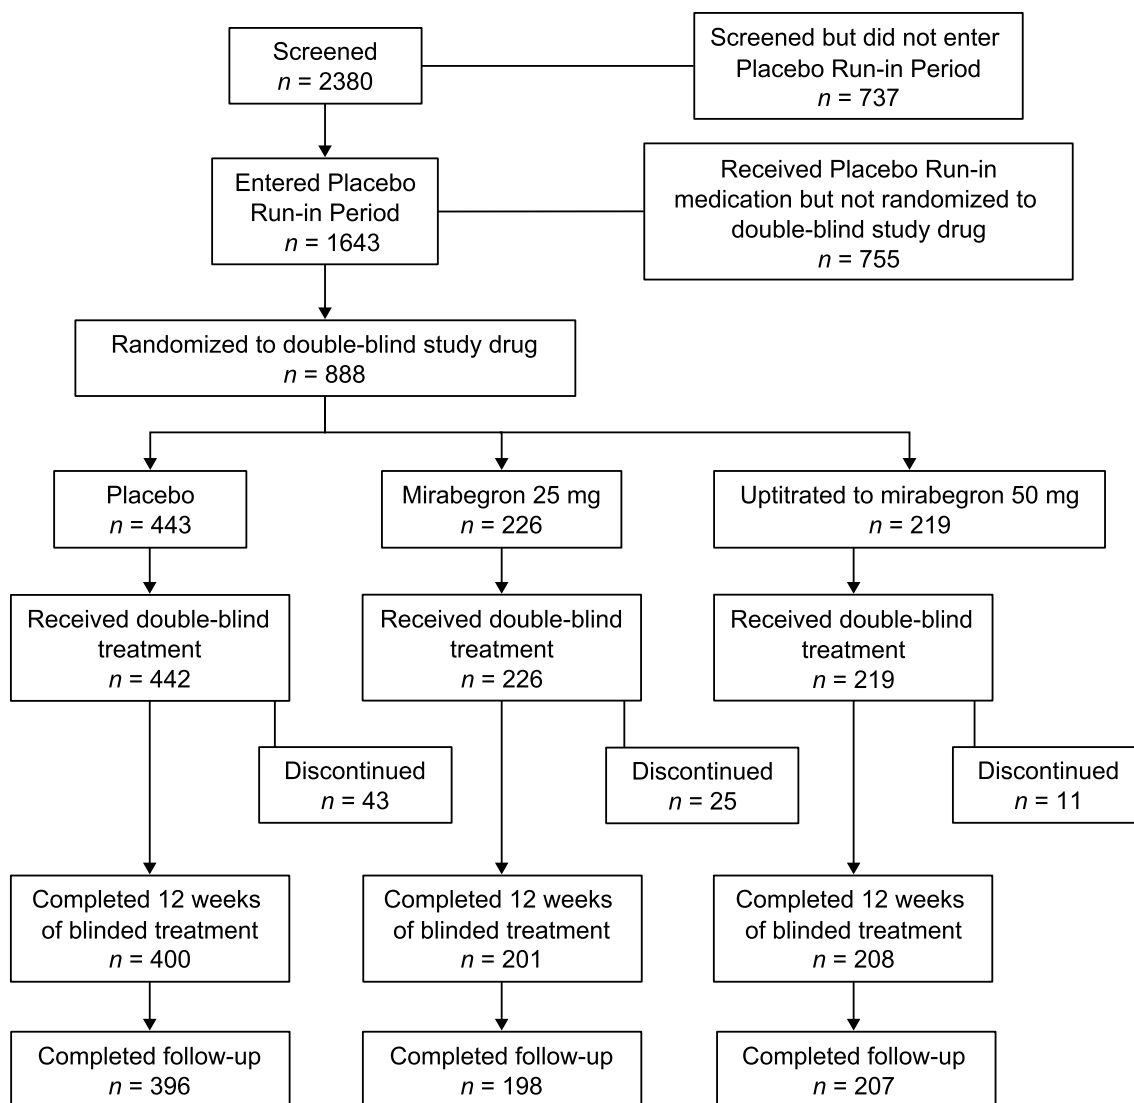 Screened
n = 2380
Screened but did not enter
Placebo Run-in Period
n = 737
Entered Placebo
Run-in Period
n = 1643
Received Placebo Run-in
medication but not randomized to
double-blind study drug
n = 755
Randomized to double-blind study drug
n = 888
Placebo
n = 443
Mirabegron 25 mg
n = 226
Uptitrated to mirabegron 50 mg
n = 219
Received double-blind
treatment
n = 442
Received double-blind
treatment
n = 226
Received double-blind
treatment
n = 219
Discontinued
n = 43
Discontinued
n = 25
Discontinued
n = 11
Completed 12 weeks
of blinded treatment
n = 400
Completed 12 weeks
of blinded treatment
n = 201
Completed 12 weeks
of blinded treatment
n = 208
Completed follow-up
n = 396
Completed follow-up
n = 198
Completed follow-up
n = 207